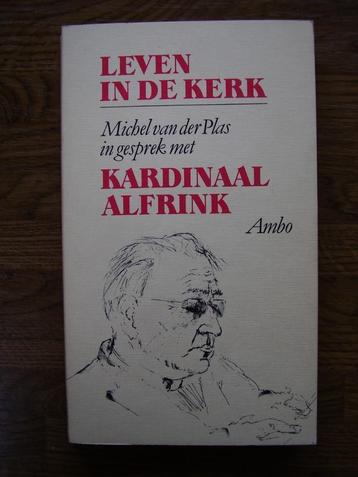 LEVEN
IN DE KERK
Michel van der Plas
in gesprek met
KARDINAAL
ALFRINK
Ambo